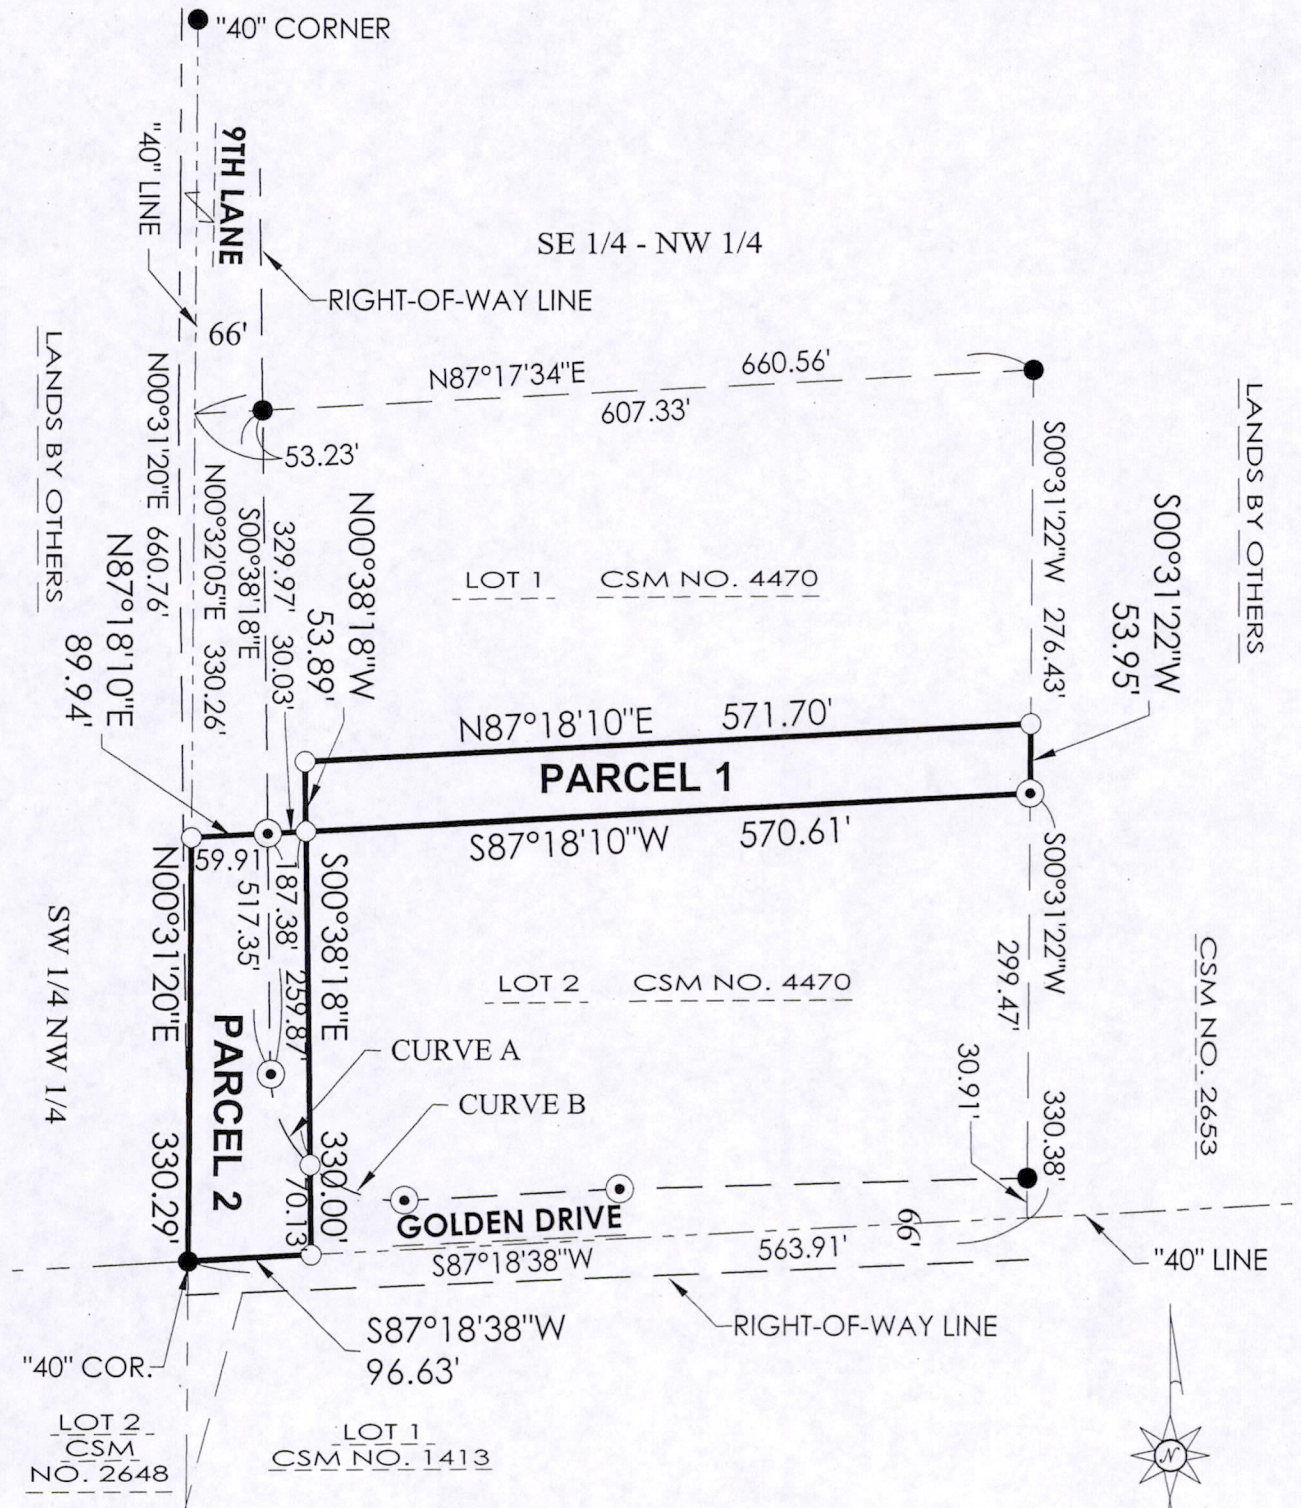 "40" CORNER
9TH LANE
"40" LINE
SE 1/4 - NW 1/4
RIGHT-OF-WAY LINE
66'
N87°17'34"E 660.56'
607.33'
53.23'
LANDS BY OTHERS
N00°31'20"E 660.76'
N00°32'05"E 330.26'
S00°38'18"E
329.97' 30.03'
N00°38'18"W
53.89'
N87°18'10"E
89.94'
LOT 1 CSM NO. 4470
S00°31'22"W 276.43'
S00°31'22"W
53.95'
LANDS BY OTHERS
N87°18'10"E 571.70'
PARCEL 1
S87°18'10"W 570.61'
59.91
187.38'
517.35'
259.87'
N00°31'20"E 330.29'
S00°38'18"E 330.00'
PARCEL 2
70.13'
SW 1/4 NW 1/4
LOT 2 CSM NO. 4470
CURVE A
CURVE B
S00°31'22"W 330.38'
299.47'
30.91'
CSM NO. 2653
GOLDEN DRIVE
66'
S87°18'38"W 563.91'
"40" LINE
RIGHT-OF-WAY LINE
S87°18'38"W
96.63'
"40" COR.
LOT 2
CSM
NO. 2648
LOT 1
CSM NO. 1413
N